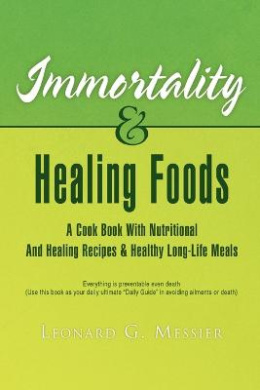 Immortality
&
Healing Foods
A Cook Book With Nutritional
And Healing Recipes & Healthy Long-Life Meals
Everything is preventable even death
(Use this book as your daily ultimate "Daily Guide" in avoiding ailments or death)
Leonard G. Messier